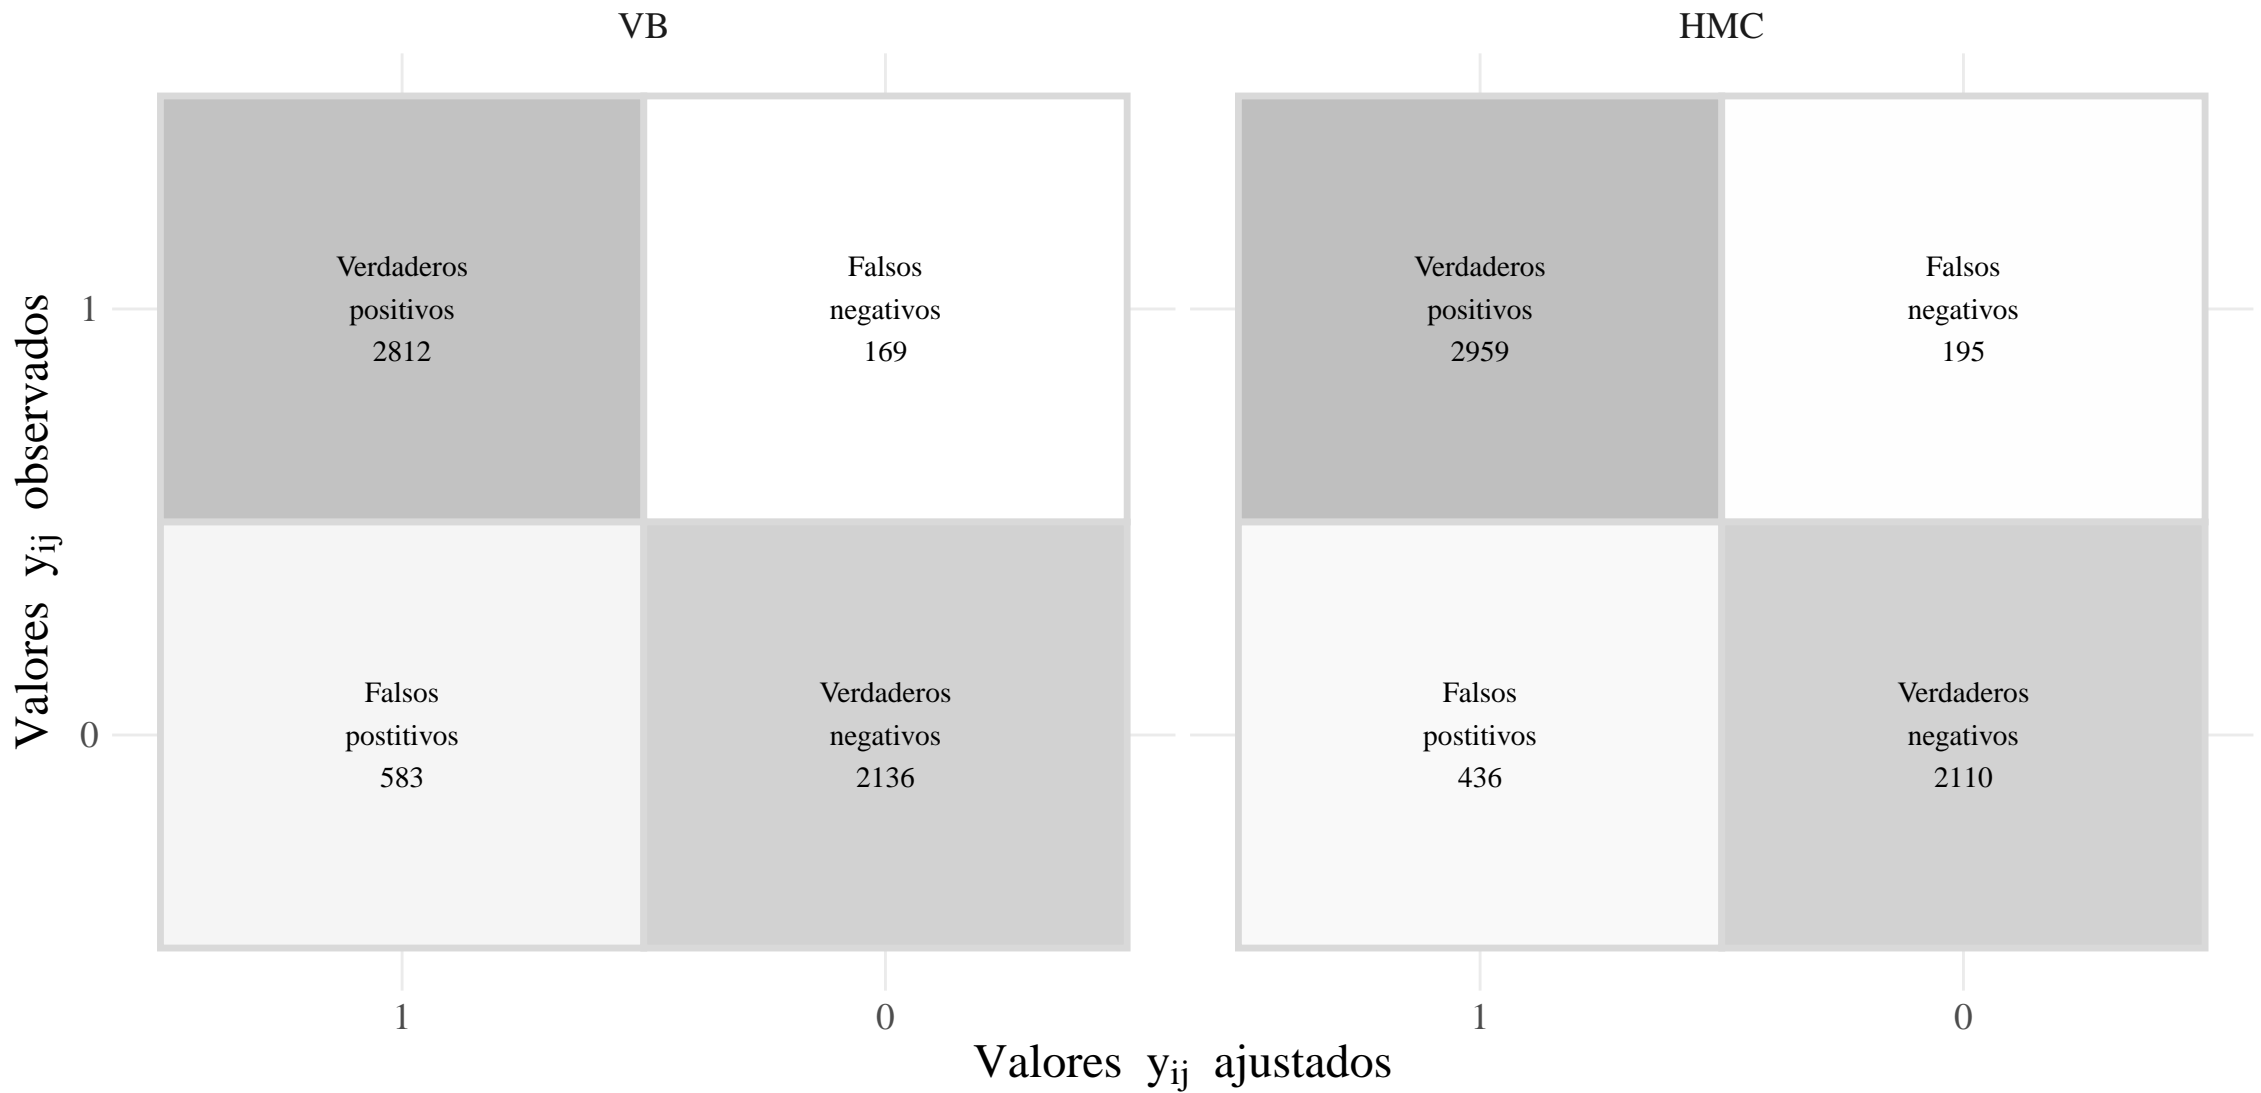 VB
HMC
Valores yij observados
1
0
Verdaderos
positivos
2812
Falsos
negativos
169
Falsos
postitivos
583
Verdaderos
negativos
2136
Verdaderos
positivos
2959
Falsos
negativos
195
Falsos
postitivos
436
Verdaderos
negativos
2110
1
0
1
0
Valores yij ajustados